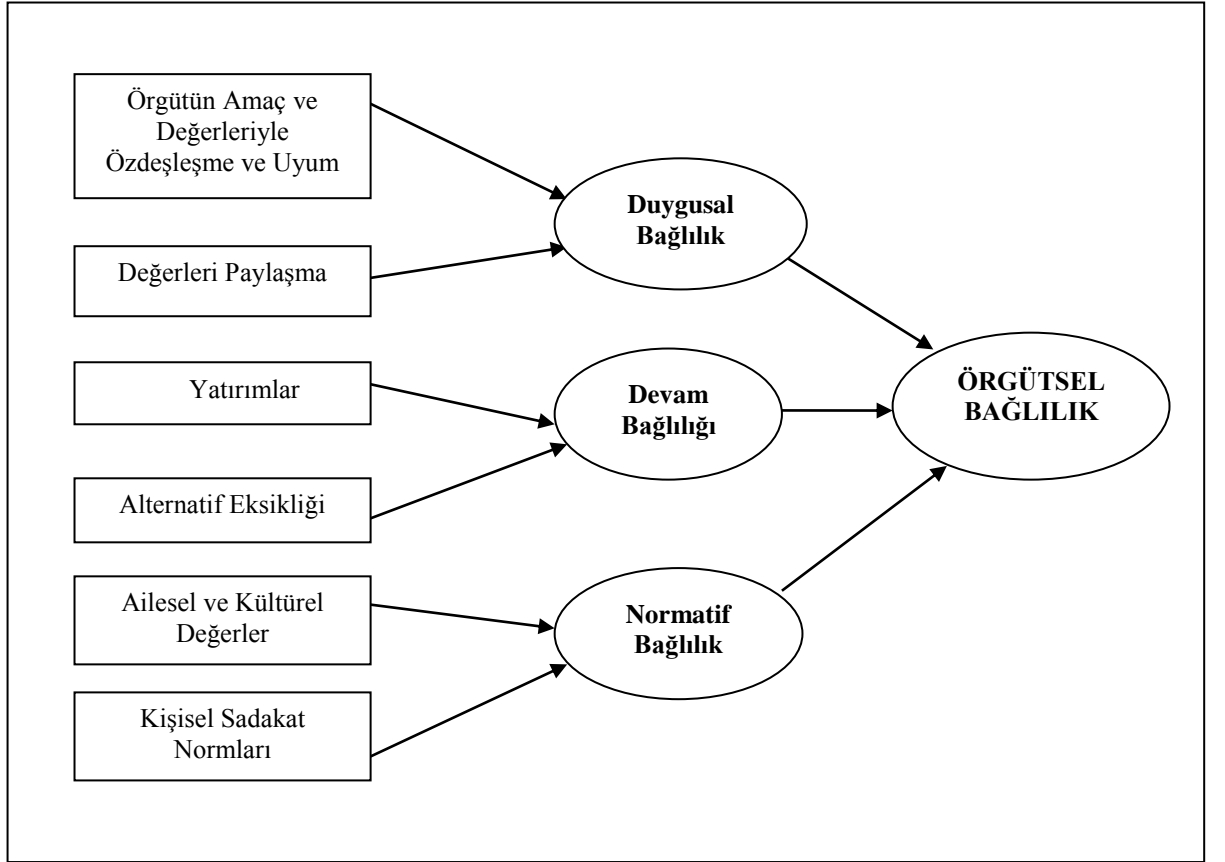 Örgütün Amaç ve
Değerleriyle
Özdeşleşme ve Uyum
Değerleri Paylaşma
Yatırımlar
Alternatif Eksikliği
Ailesel ve Kültürel
Değerler
Kişisel Sadakat
Normları
Duygusal
Bağlılık
Devam
Bağlılığı
Normatif
Bağlılık
ÖRGÜTSEL
BAĞLILIK